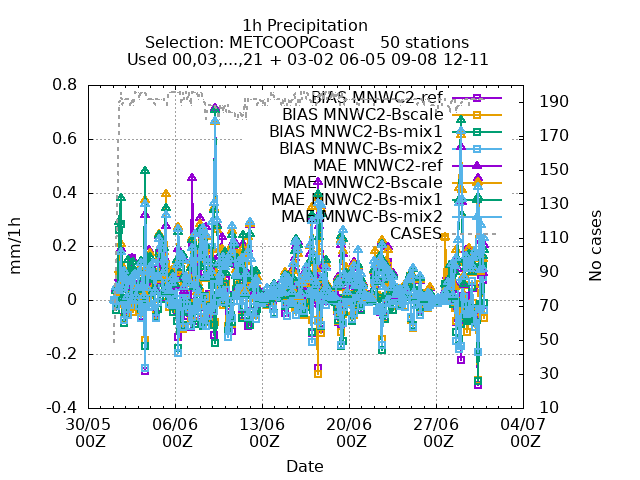 1h Precipitation
Selection: METCOOPCoast 50 stations
Used 00,03,...,21 + 03-02 06-05 09-08 12-11
0.8
0.6
0.4
0.2
0
-0.2
-0.4
mm/1h
190
170
150
130
110
90
70
50
30
10
No cases
BIAS MNWC2-ref
BIAS MNWC2-Bscale
BIAS MNWC2-Bs-mix1
BIAS MNWC-Bs-mix2
MAE MNWC2-ref
MAE MNWC2-Bscale
MAE MNWC2-Bs-mix1
MAE MNWC-Bs-mix2
CASES
30/05 06/06 13/06 20/06 27/06 04/07
00Z 00Z 00Z 00Z 00Z 00Z
Date